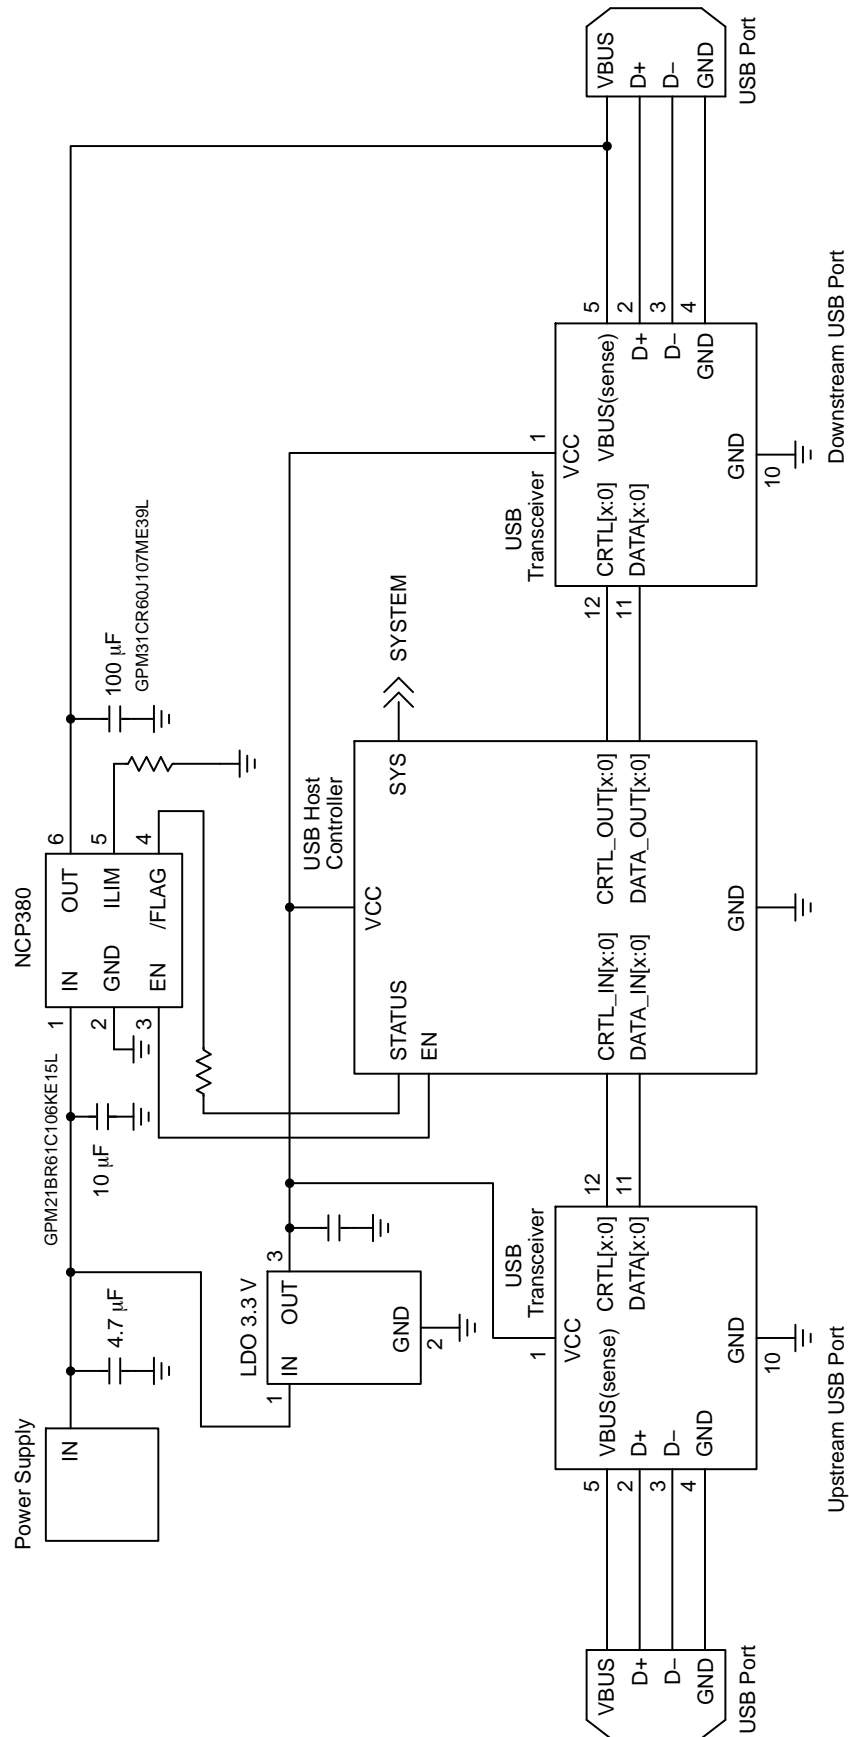 Power Supply
IN
4.7 μF
GPM21BR61C106KE15L
10 μF
NCP380
1
IN
2
GND
3
EN
OUT
6
ILIM
5
/FLAG
4
100 μF
GPM31CR60J107ME39L
LDO 3.3 V
1
IN
OUT
3
GND
2
USB Host
Controller
STATUS
EN
VCC
SYS
SYSTEM
CRTL_IN[x:0]
DATA_IN[x:0]
CRTL_OUT[x:0]
DATA_OUT[x:0]
GND
USB
Transceiver
1
VCC
5
VBUS(sense)
2
D+
3
D–
4
GND
CRTL[x:0]
12
DATA[x:0]
11
GND
10
VBUS
D+
D–
GND
USB Port
Upstream USB Port
USB
Transceiver
1
VCC
12
CRTL[x:0]
11
DATA[x:0]
VBUS(sense)
5
D+
2
D–
3
GND
4
GND
10
VBUS
D+
D–
GND
USB Port
Downstream USB Port